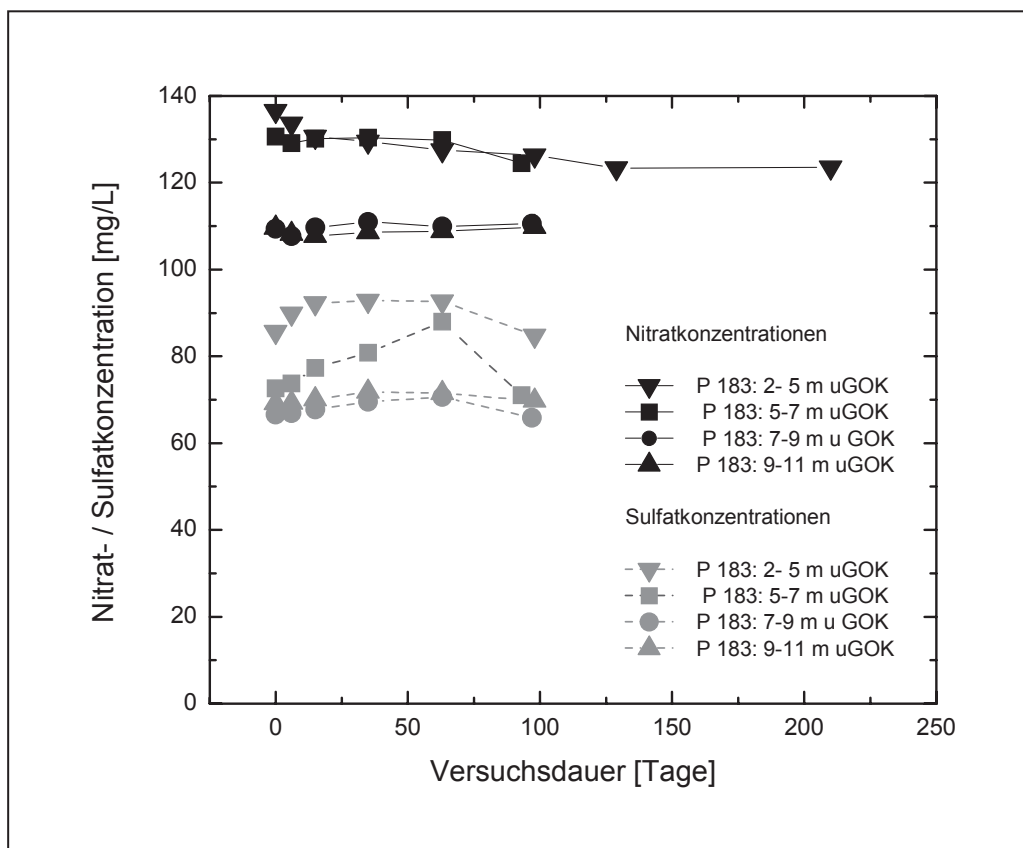 Nitrat- / Sulfatkonzentration [mg/L]
140
120
100
80
60
40
20
0
0
50
100
150
200
250
Versuchsdauer [Tage]
Nitratkonzentrationen
P 183: 2- 5 m uGOK
P 183: 5-7 m uGOK
P 183: 7-9 m u GOK
P 183: 9-11 m uGOK
Sulfatkonzentrationen
P 183: 2- 5 m uGOK
P 183: 5-7 m uGOK
P 183: 7-9 m u GOK
P 183: 9-11 m uGOK